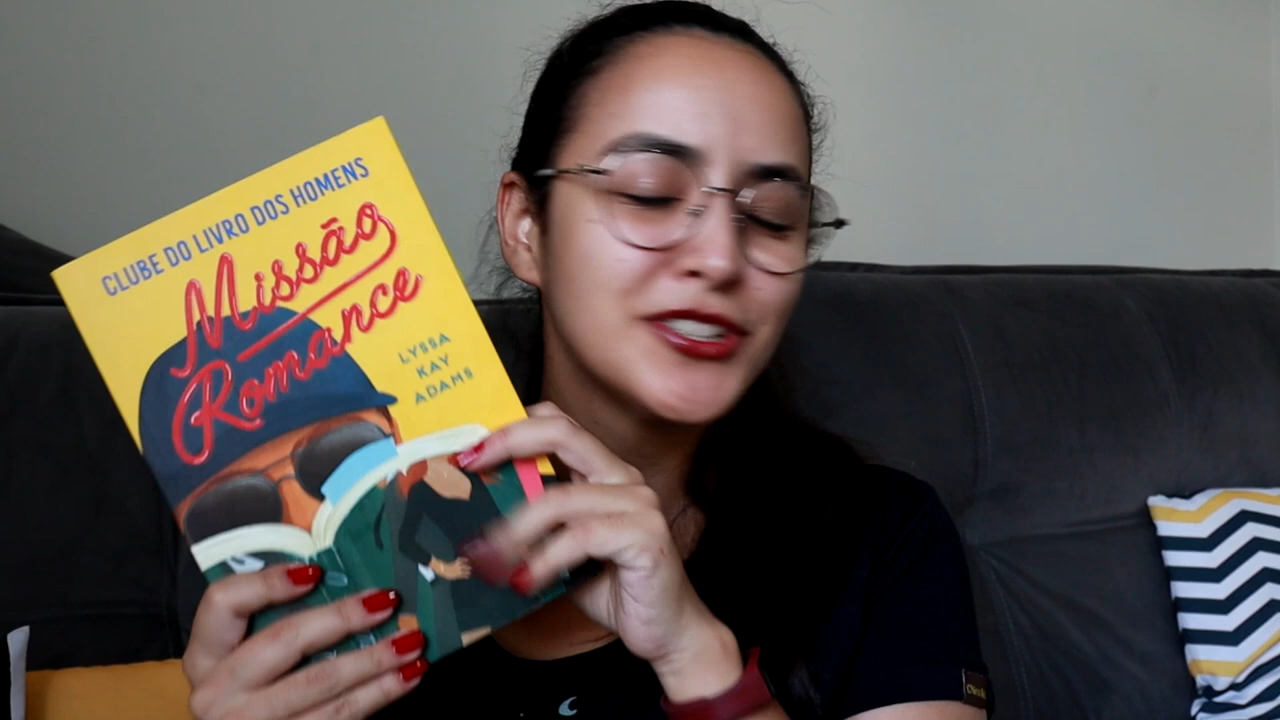 CLUBE DO LIVRO DOS HOMENS
Missão
Romance
LYSSA
KAY
ADAMS